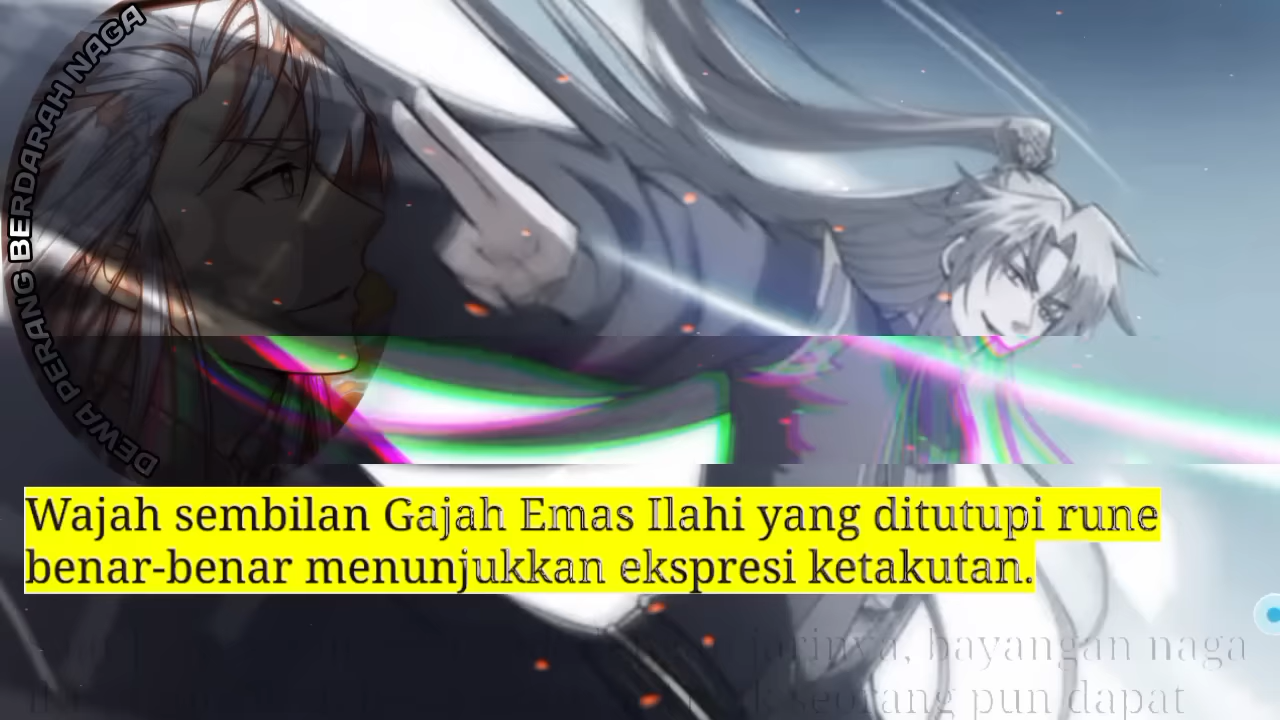 DEWA PERANG BERDARAH NAGA
Wajah sembilan Gajah Emas Ilahi yang ditutupi rune
benar-benar menunjukkan ekspresi ketakutan.
jarinya, bayangan naga
seorang pun dapat